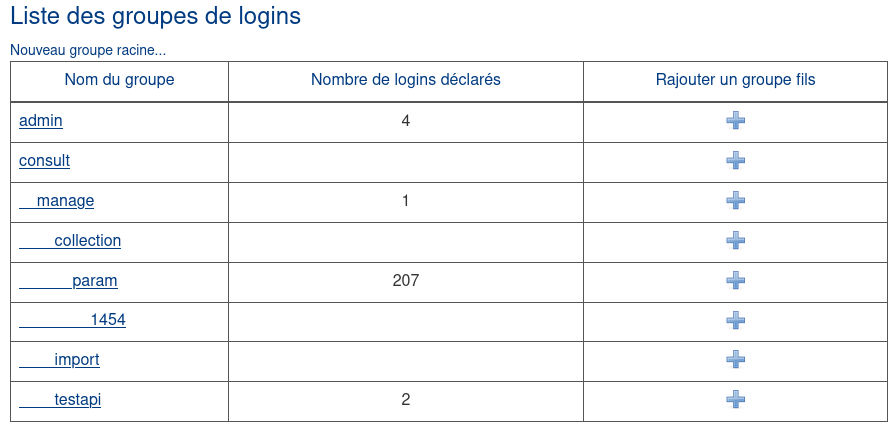 Liste des groupes de logins
Nouveau groupe racine...
Nom du groupe Nombre de logins déclarés Rajouter un groupe fils
admin 4
consult
manage 1
collection
param 207
1454
import
testapi 2